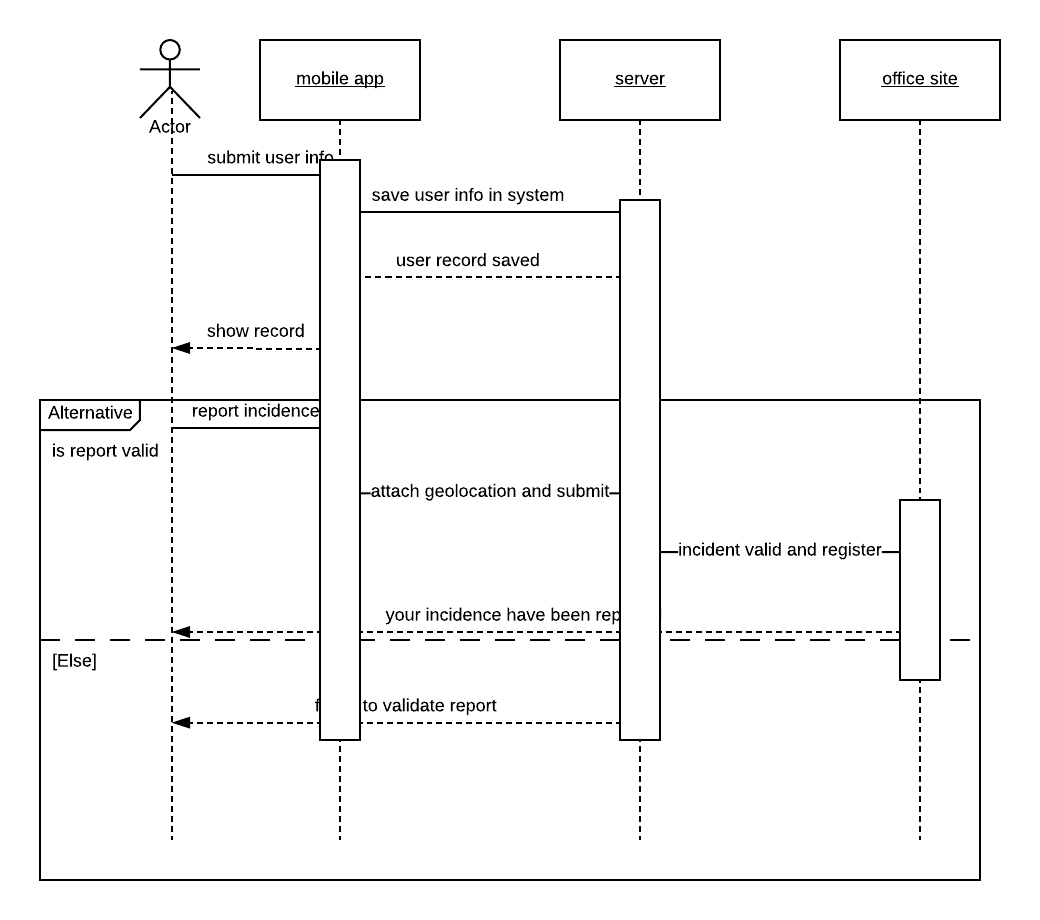 mobile app
server
office site
Actor
submit user info
save user info in system
user record saved
show record
Alternative
report incidence
is report valid
attach geolocation and submit
incident valid and register
your incidence have been rep
[Else]
to validate report